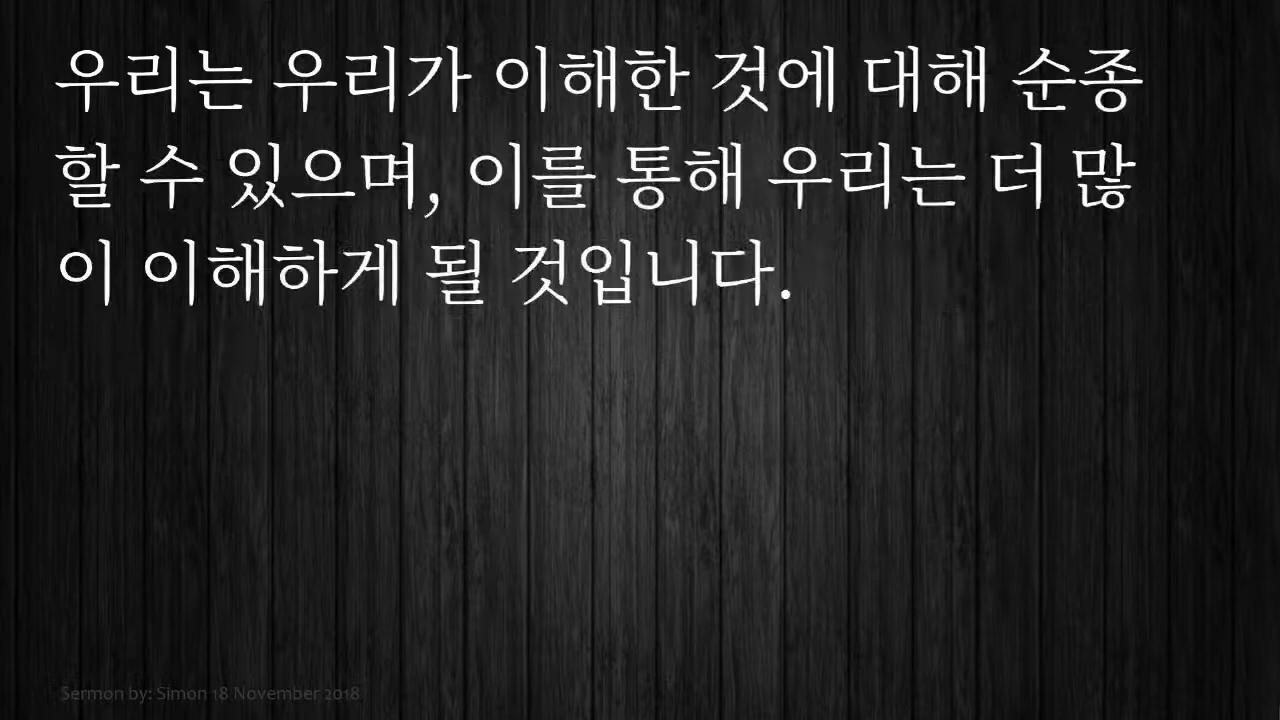 우리는 우리가 이해한 것에 대해 순종
할 수 있으며, 이를 통해 우리는 더 많
이 이해하게 될 것입니다.
Sermon by: Simon 18 November 2018